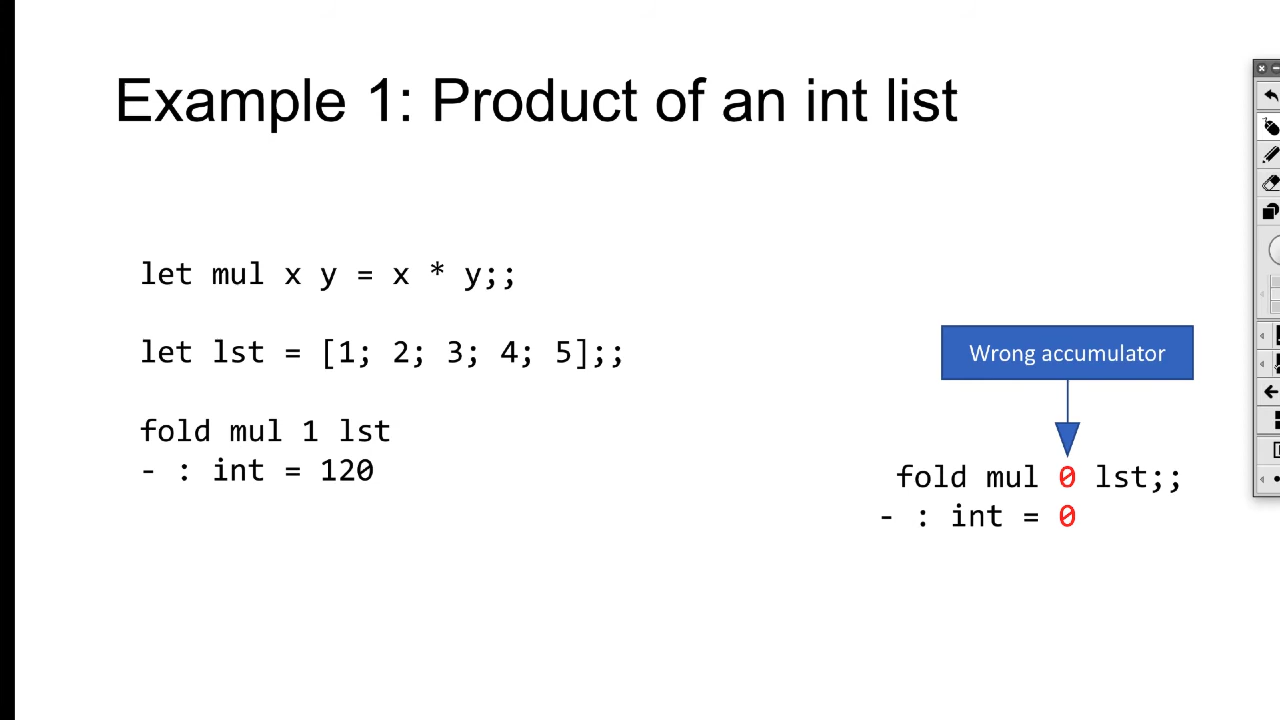 Example 1: Product of an int list
let mul x y = x * y;;
let lst = [1; 2; 3; 4; 5];;
fold mul 1 lst
- : int = 120
Wrong accumulator
fold mul 0 lst;;
- : int = 0